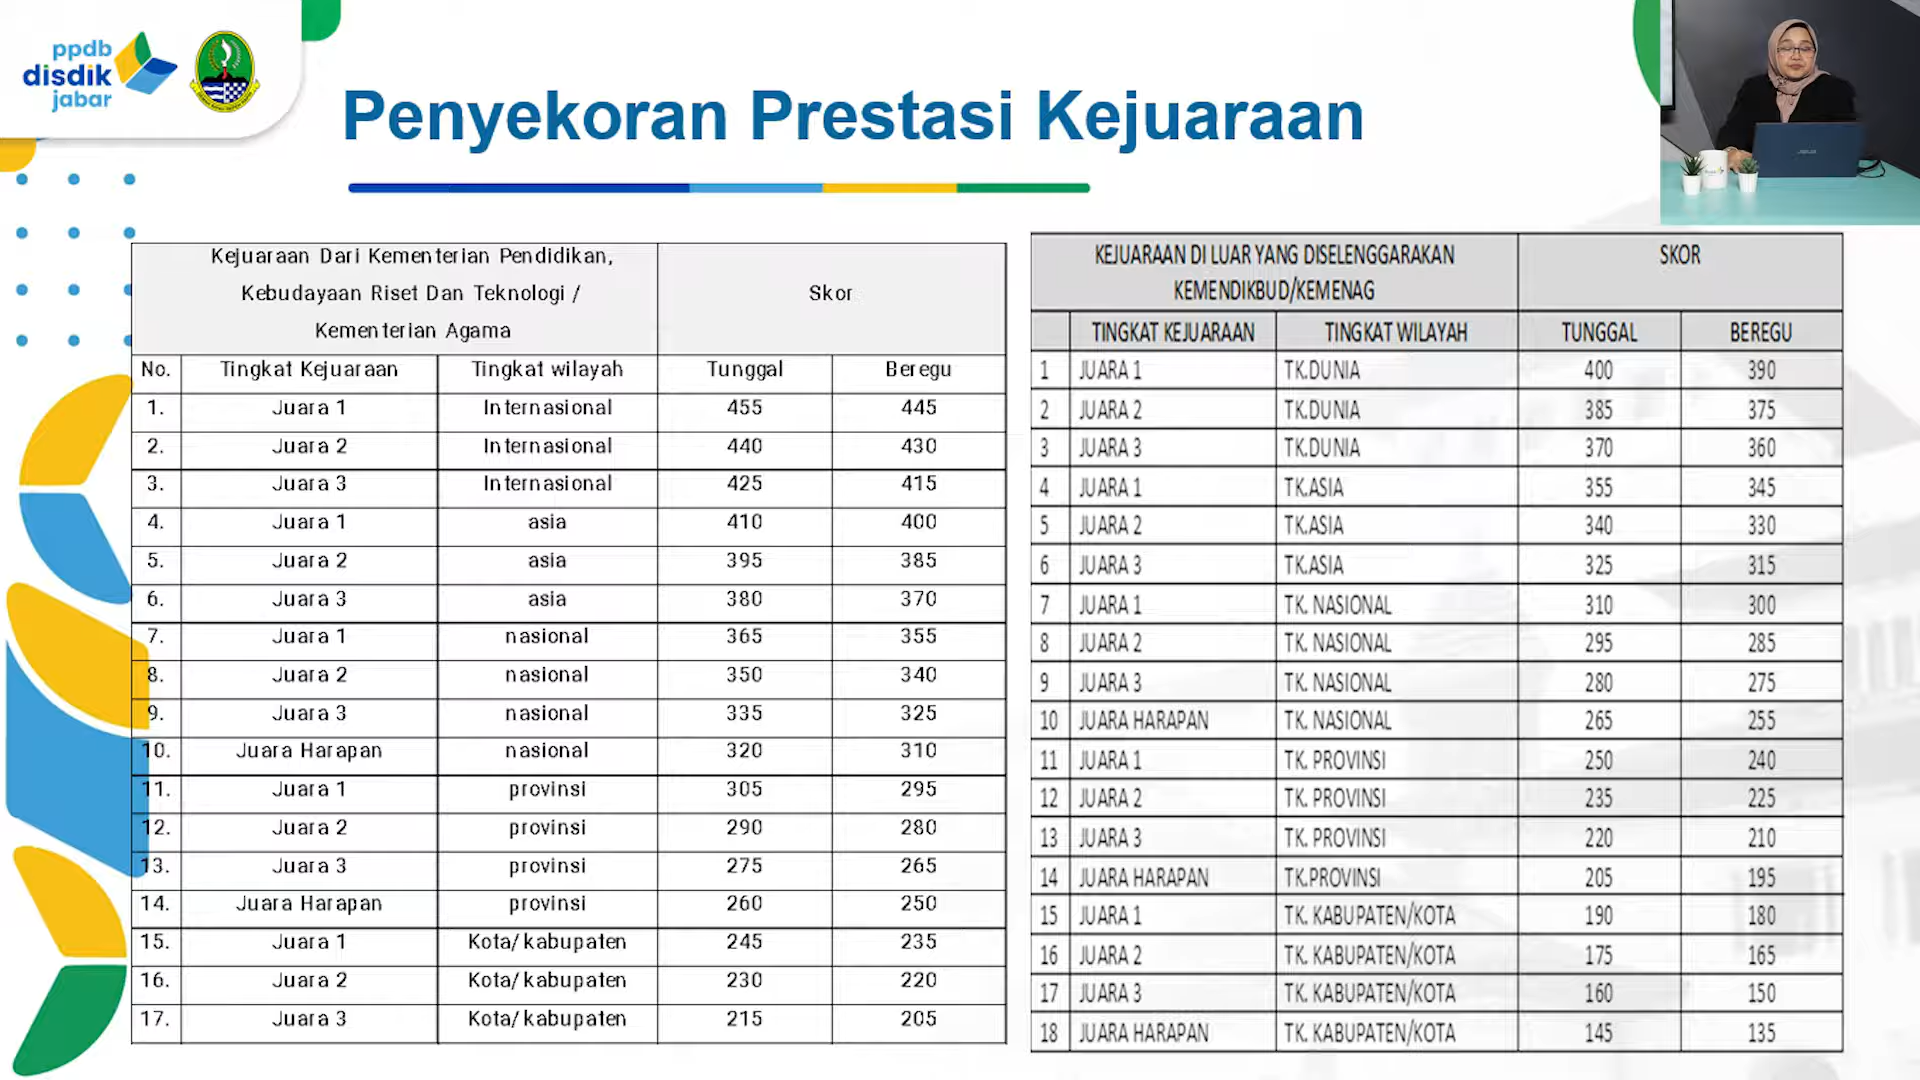 ppdb
disdik
jabar
Penyekoran Prestasi Kejuaraan
Kejuaraan Dari Kementerian Pendidikan,
Kebudayaan Riset Dan Teknologi /
Kementerian Agama
Skor
No. Tingkat Kejuaraan Tingkat wilayah Tunggal Beregu
1. Juara 1 Internasional 455 445
2. Juara 2 Internasional 440 430
3. Juara 3 Internasional 425 415
4. Juara 1 asia 410 400
5. Juara 2 asia 395 385
6. Juara 3 asia 380 370
7. Juara 1 nasional 365 355
8. Juara 2 nasional 350 340
9. Juara 3 nasional 335 325
10. Juara Harapan nasional 320 310
11. Juara 1 provinsi 305 295
12. Juara 2 provinsi 290 280
13. Juara 3 provinsi 275 265
14. Juara Harapan provinsi 260 250
15. Juara 1 Kota/kabupaten 245 235
16. Juara 2 Kota/kabupaten 230 220
17. Juara 3 Kota/kabupaten 215 205
KEJUARAAN DI LUAR YANG DISELENGGARAKAN
KEMENDIKBUD/KEMENAG
SKOR
TINGKAT KEJUARAAN TINGKAT WILAYAH TUNGGAL BEREGU
1 JUARA 1 TK.DUNIA 400 390
2 JUARA 2 TK.DUNIA 385 375
3 JUARA 3 TK.DUNIA 370 360
4 JUARA 1 TK.ASIA 355 345
5 JUARA 2 TK.ASIA 340 330
6 JUARA 3 TK.ASIA 325 315
7 JUARA 1 TK. NASIONAL 310 300
8 JUARA 2 TK. NASIONAL 295 285
9 JUARA 3 TK. NASIONAL 280 275
10 JUARA HARAPAN TK. NASIONAL 265 255
11 JUARA 1 TK. PROVINSI 250 240
12 JUARA 2 TK. PROVINSI 235 225
13 JUARA 3 TK. PROVINSI 220 210
14 JUARA HARAPAN TK.PROVINSI 205 195
15 JUARA 1 TK. KABUPATEN/KOTA 190 180
16 JUARA 2 TK. KABUPATEN/KOTA 175 165
17 JUARA 3 TK. KABUPATEN/KOTA 160 150
18 JUARA HARAPAN TK. KABUPATEN/KOTA 145 135